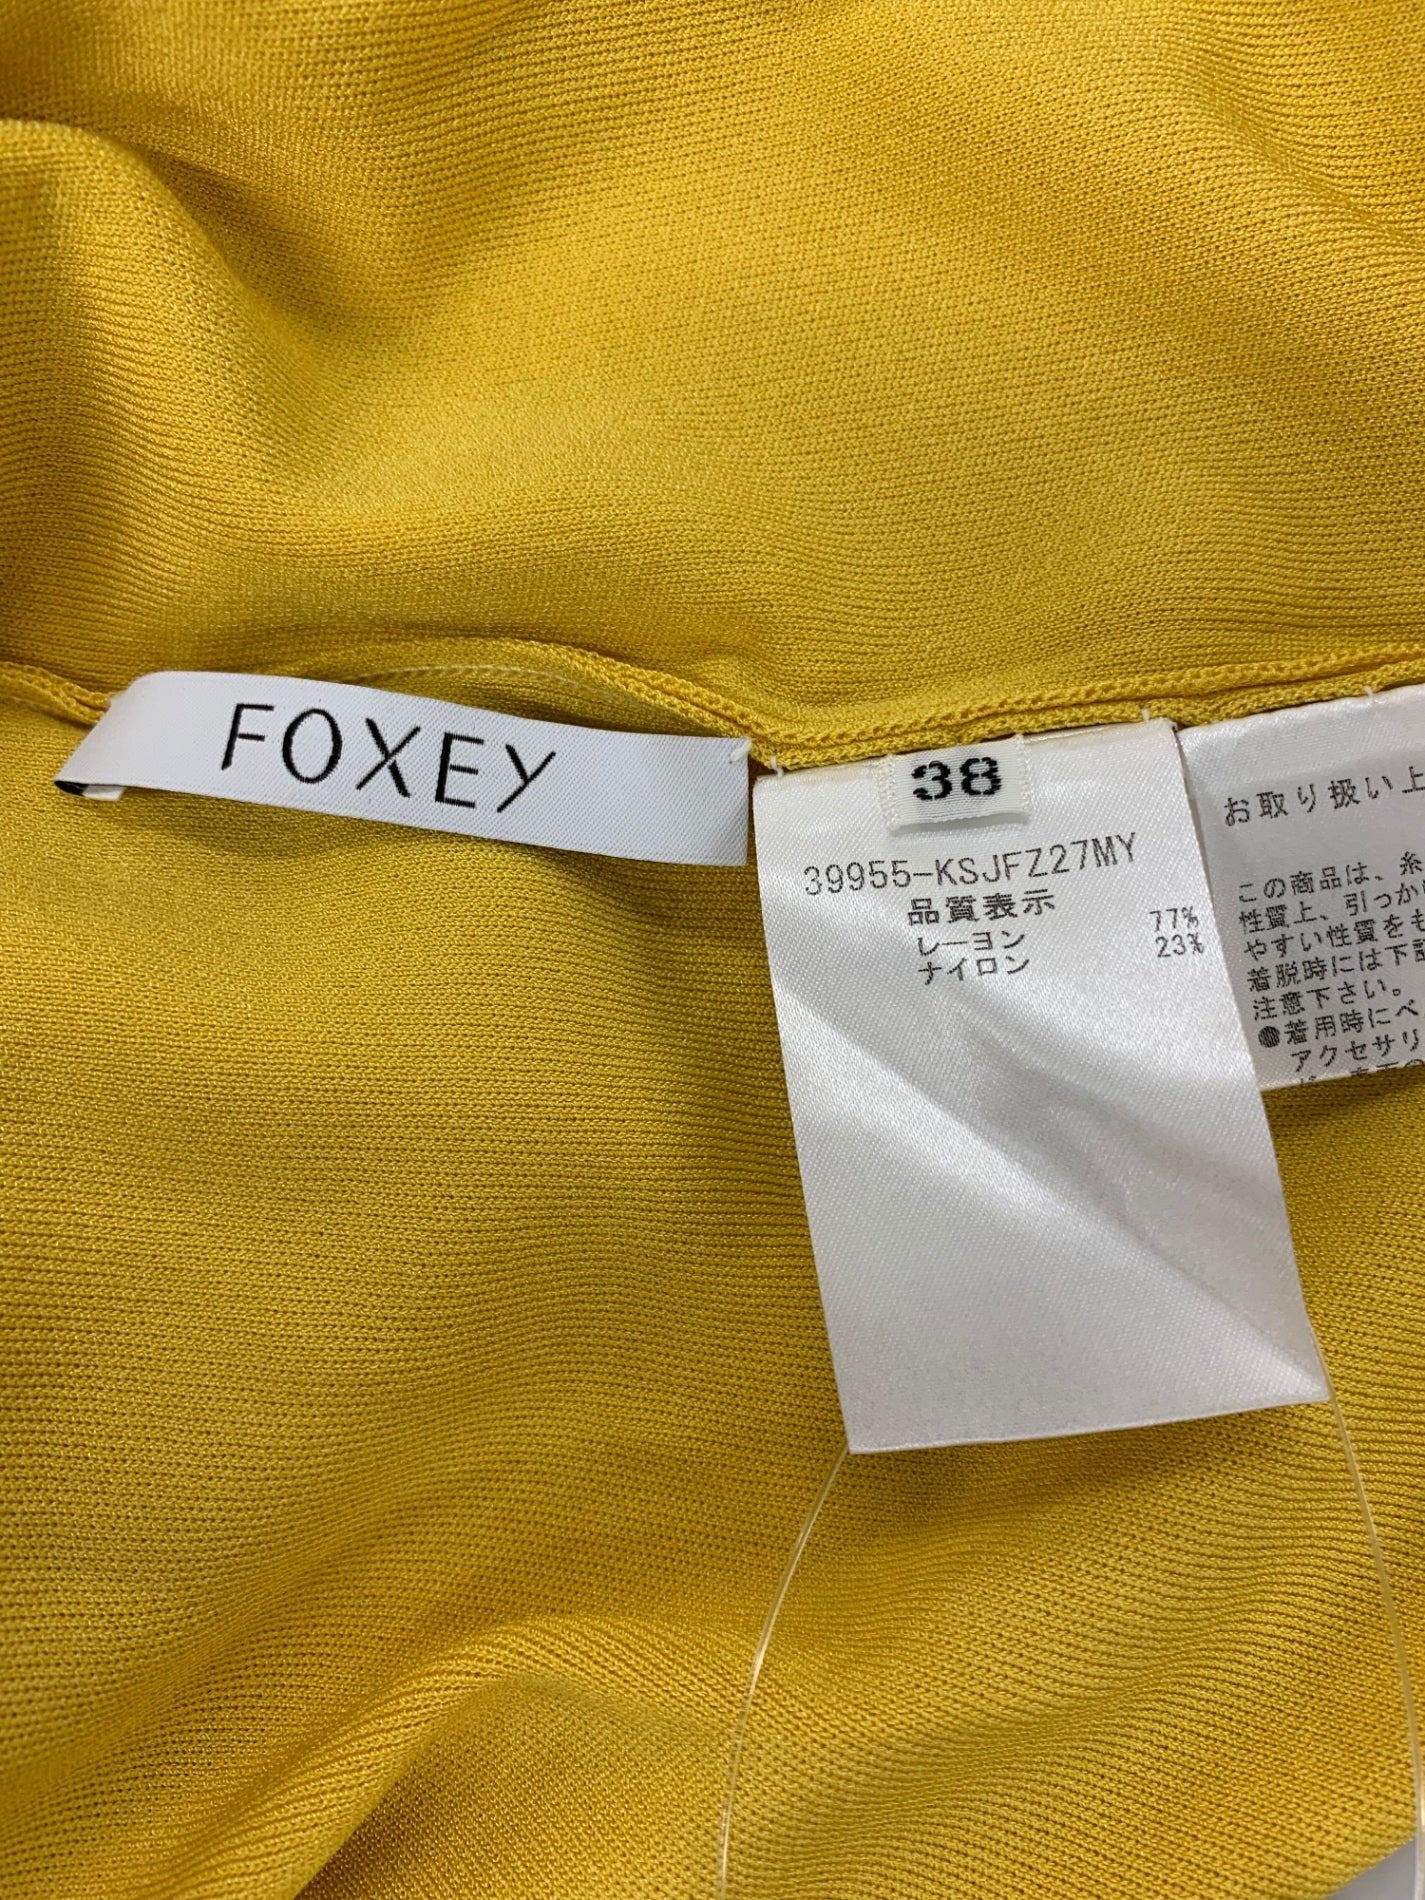 FOXEY
38
39955-KSJFZ27MY
品質表示
レーヨン 77%
ナイロン 23%
お取り扱い上
この商品は、糸
性質上、引っか
やすい性質をも
着脱時には下記
注意下さい。
●着用時にベ
アクセサリ